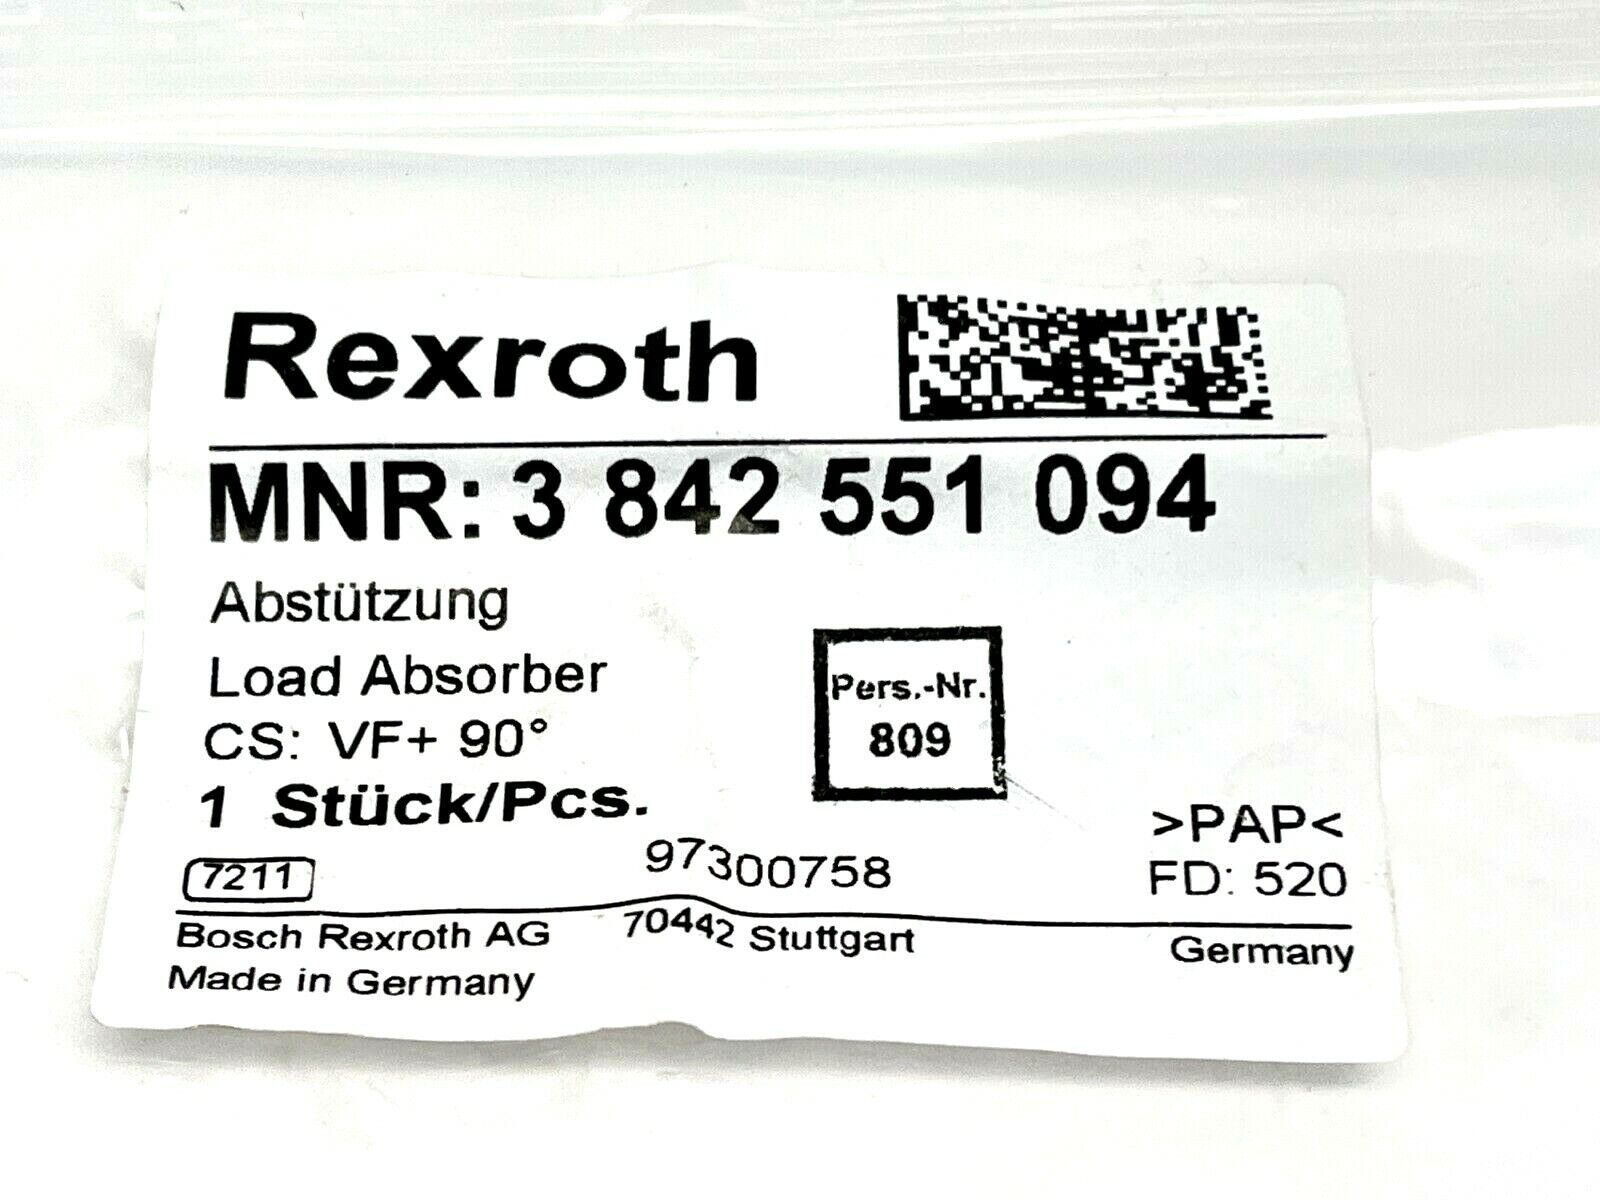 Rexroth
MNR: 3 842 551 094
Abstützung
Load Absorber
CS: VF+ 90°
1 Stück/Pcs.
Pers.-Nr.
809
>PAP<
7211
97300758
FD: 520
Bosch Rexroth AG 70442 Stuttgart Germany
Made in Germany